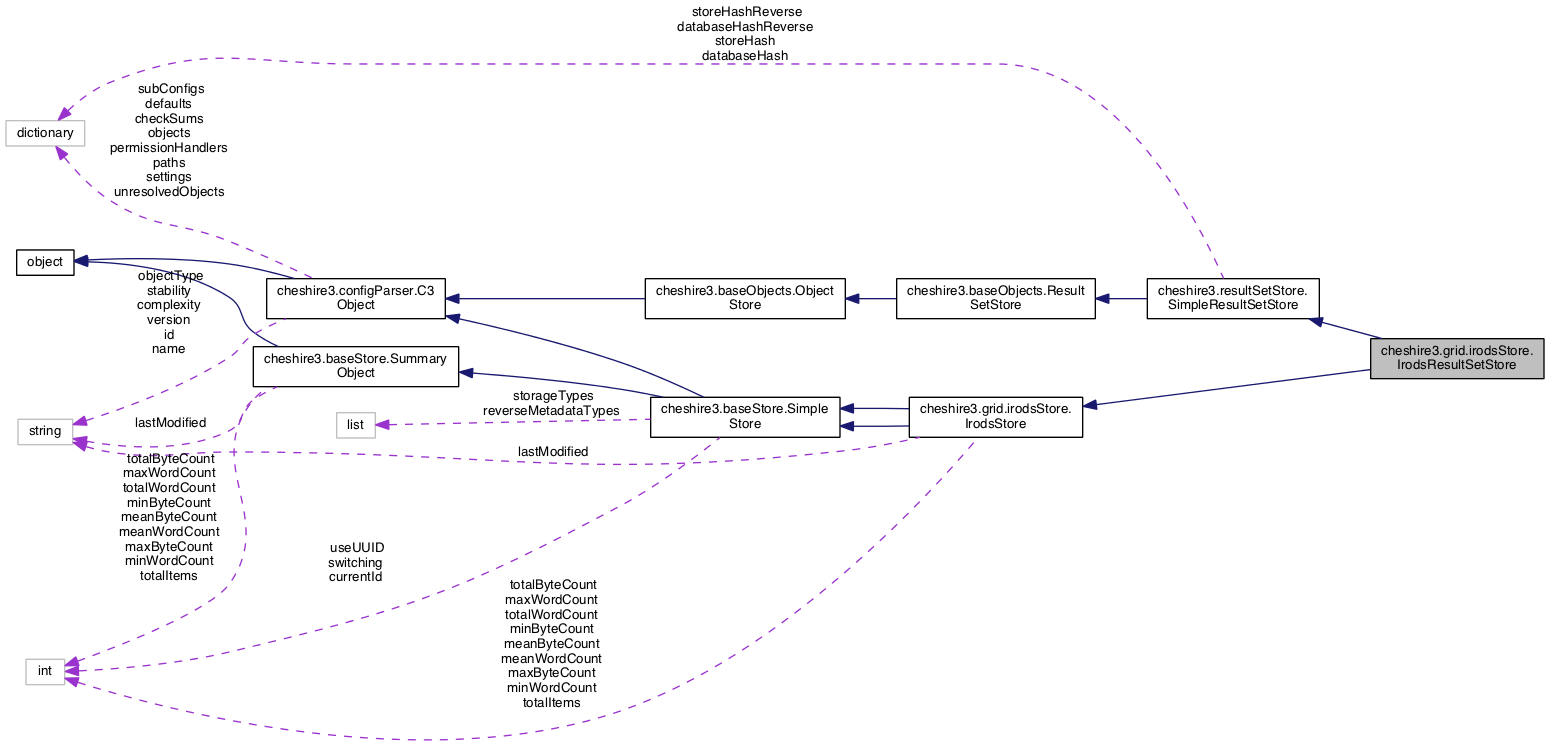 storeHashReverse
databaseHashReverse
storeHash
databaseHash
subConfigs
defaults
checkSums
objects
permissionHandlers
paths
settings
unresolvedObjects
dictionary
object
objectType
stability
complexity
version
id
name
cheshire3.configParser.C3
Object
cheshire3.baseObjects.Object
Store
cheshire3.baseObjects.Result
SetStore
cheshire3.resultSetStore.
SimpleResultSetStore
cheshire3.grid.irodsStore.
IrodsResultSetStore
cheshire3.baseStore.Summary
Object
storageTypes
reverseMetadataTypes
cheshire3.baseStore.Simple
Store
cheshire3.grid.irodsStore.
IrodsStore
string
lastModified
list
lastModified
totalByteCount
maxWordCount
totalWordCount
minByteCount
meanByteCount
meanWordCount
maxByteCount
minWordCount
totalItems
useUUID
switching
currentId
totalByteCount
maxWordCount
totalWordCount
minByteCount
meanByteCount
meanWordCount
maxByteCount
minWordCount
totalItems
int